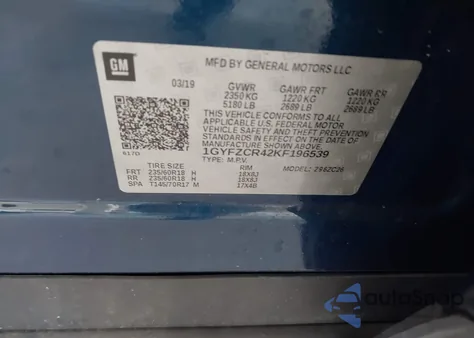 GM
MFD BY GENERAL MOTORS LLC
03/19
GVWR GAWR FRT GAWR RR
2350 KG 1220 KG 1220 KG
5180 LB 2689 LB 2689 LB
THIS VEHICLE CONFORMS TO ALL
APPLICABLE U.S. FEDERAL MOTOR
VEHICLE SAFETY AND THEFT PREVENTION
STANDARDS IN EFFECT ON THE DATE OF
MANUFACTURE SHOWN ABOVE.
1GYFZCR42KF196539
TYPE: M.P.V. MODEL: 296ZC26
617D
TIRE SIZE RIM
FRT 235/60R18 H 18X8J
RR 235/60R18 H 18X8J
SPA T145/70R17 M 17X4B
autoSnap